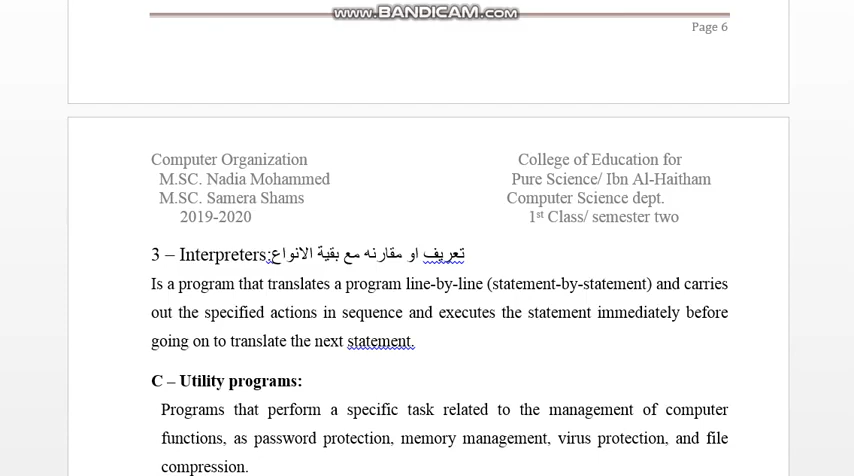 www.BANDICAM.com
Page 6
Computer Organization College of Education for
M.SC. Nadia Mohammed Pure Science/ Ibn Al-Haitham
M.SC. Samera Shams Computer Science dept.
2019-2020 1st Class/ semester two
3 – Interpreters:تعريف او مقارنه مع بقية الانواع
Is a program that translates a program line-by-line (statement-by-statement) and carries
out the specified actions in sequence and executes the statement immediately before
going on to translate the next statement.
C – Utility programs:
Programs that perform a specific task related to the management of computer
functions, as password protection, memory management, virus protection, and file
compression.